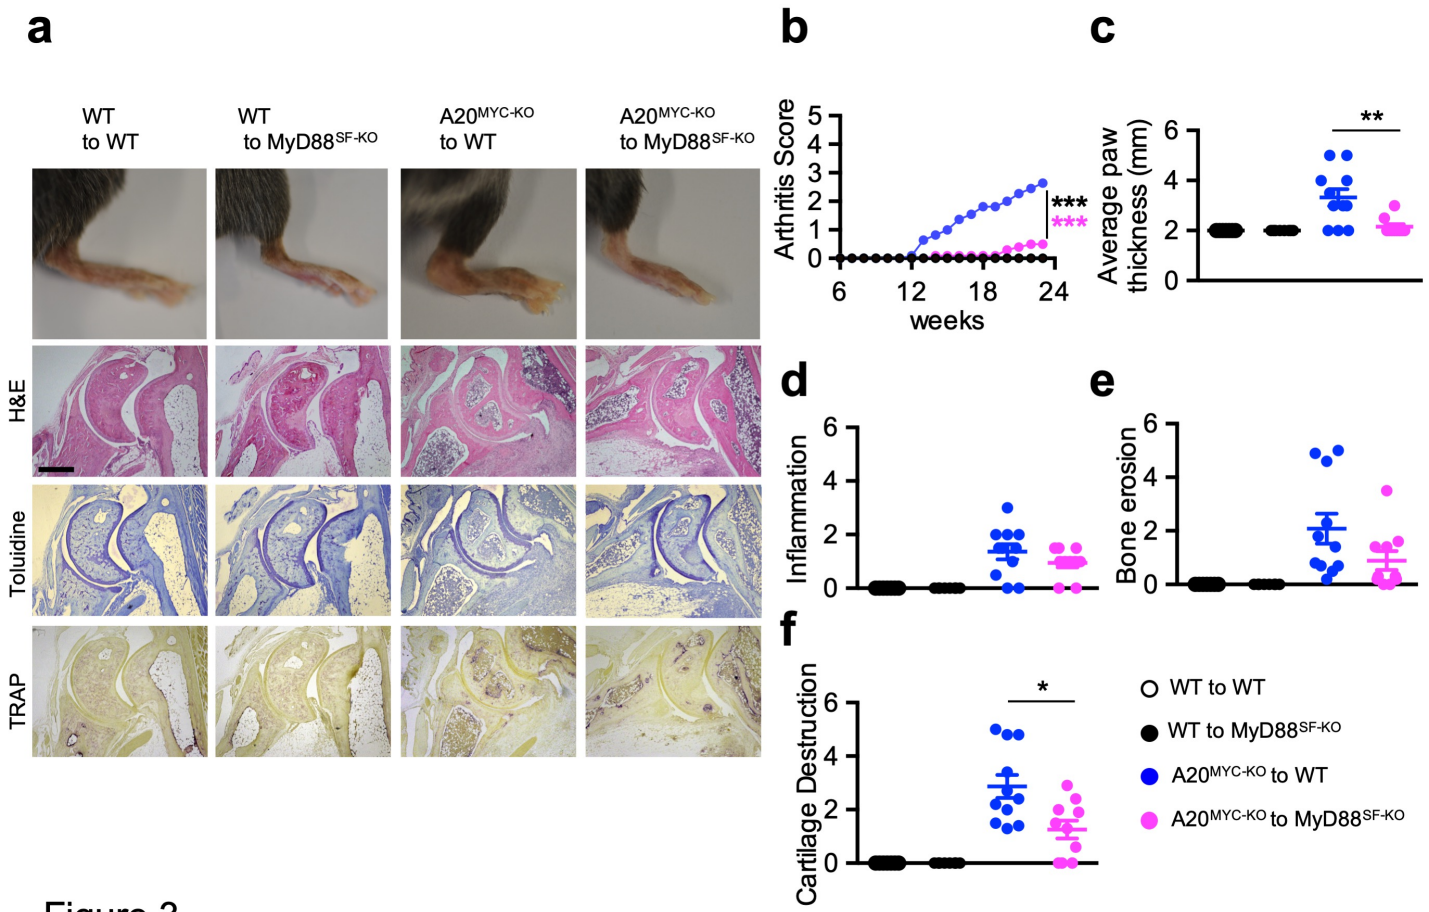 a
b
c
WT
to WT
WT
to MyD88SF-KO
A20MYC-KO
to WT
A20MYC-KO
to MyD88SF-KO
H&E
Toluidine
TRAP
Arthritis Score
5
4
3
2
1
0
6
12
18
24
weeks
***
***
Average paw
thickness (mm)
6
4
2
0
**
d
Inflammation
6
4
2
0
e
Bone erosion
6
4
2
0
f
Cartilage Destruction
6
4
2
0
*
WT to WT
WT to MyD88SF-KO
A20MYC-KO to WT
A20MYC-KO to MyD88SF-KO